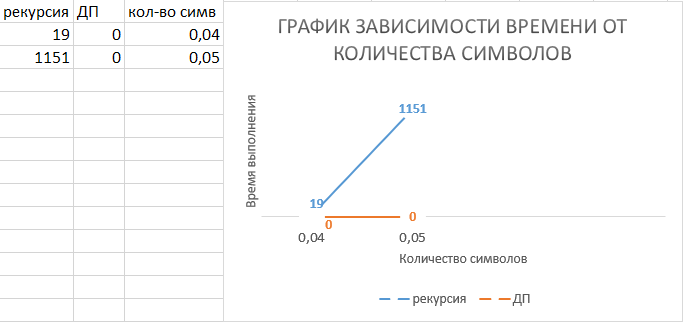 рекурсия ДП кол-во симв
19 0 0,04
1151 0 0,05
ГРАФИК ЗАВИСИМОСТИ ВРЕМЕНИ ОТ
КОЛИЧЕСТВА СИМВОЛОВ
Время выполнения
1151
19
0
0
0,04 0,05
Количество символов
рекурсия ДП